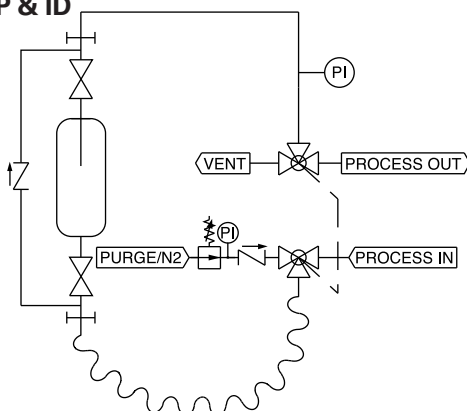 P & ID
PI
VENT
PROCESS OUT
PI
PURGE/N2
PROCESS IN